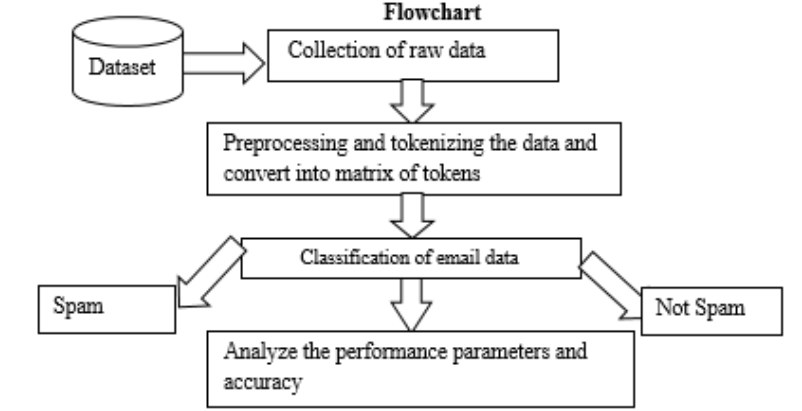 Flowchart
Dataset
Collection of raw data
Preprocessing and tokenizing the data and
convert into matrix of tokens
Classification of email data
Spam
Not Spam
Analyze the performance parameters and
accuracy